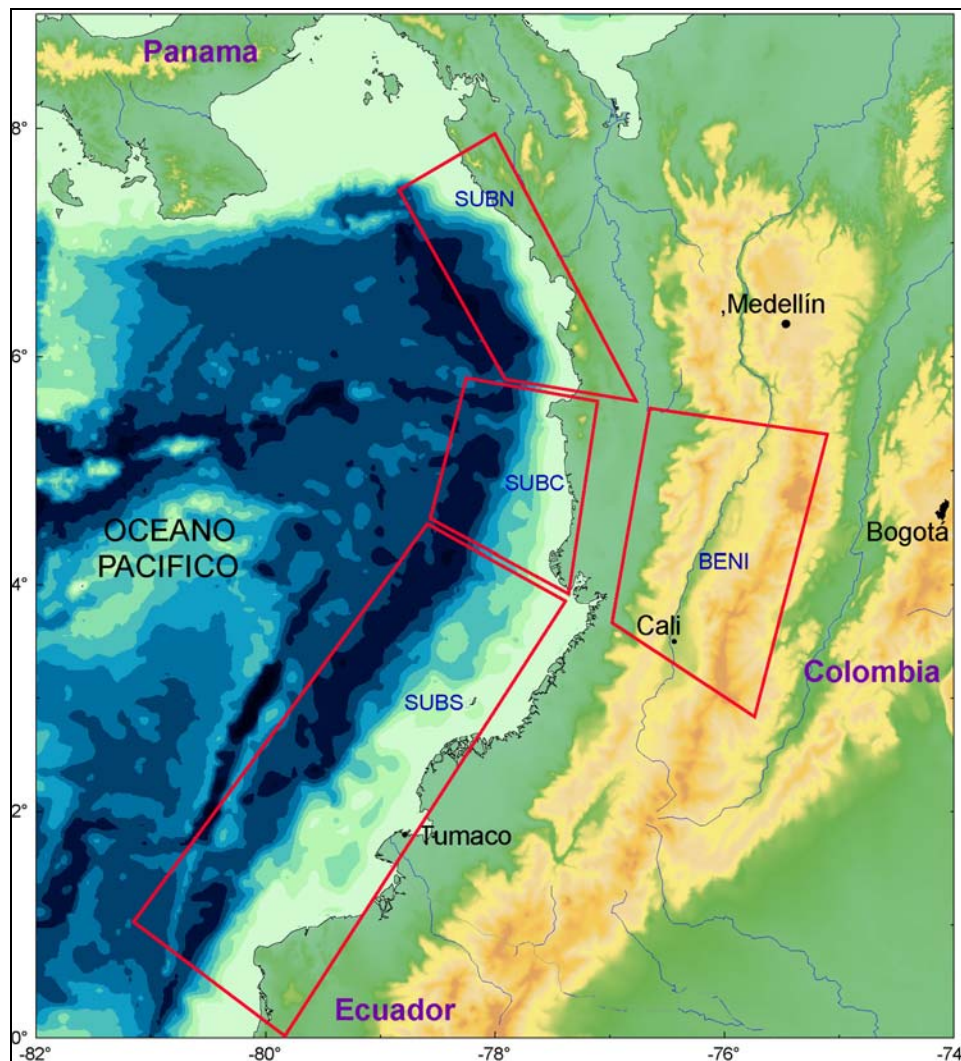 Panama
8°
SUBN
,Medellín
6°
SUBC
OCEANO
PACIFICO
Bogotá
BENI
4°
Cali
Colombia
SUBS
2°
Tumaco
Ecuador
0°
-82 -80 -78 -76 -74